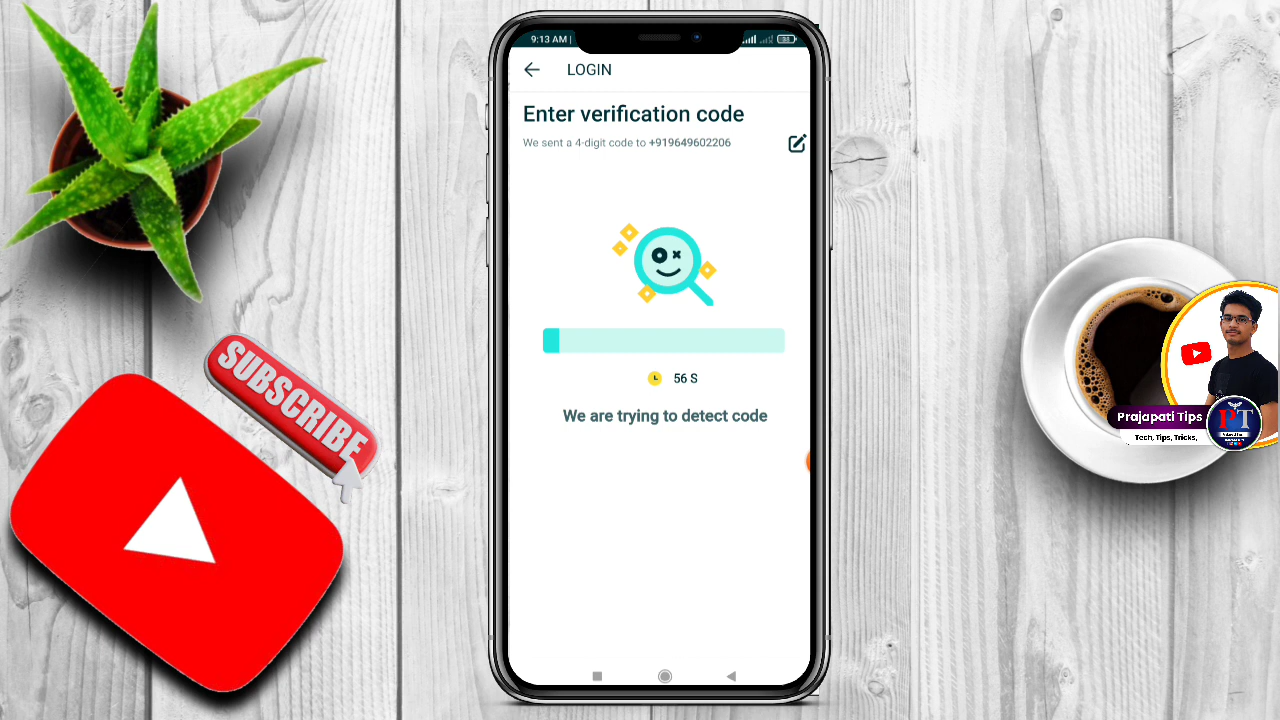 9:13 AM |
LOGIN
Enter verification code
We sent a 4-digit code to +919649602206
56 S
We are trying to detect code
SUBSCRIBE
Prajapati Tips
Tech, Tips, Tricks,
PT